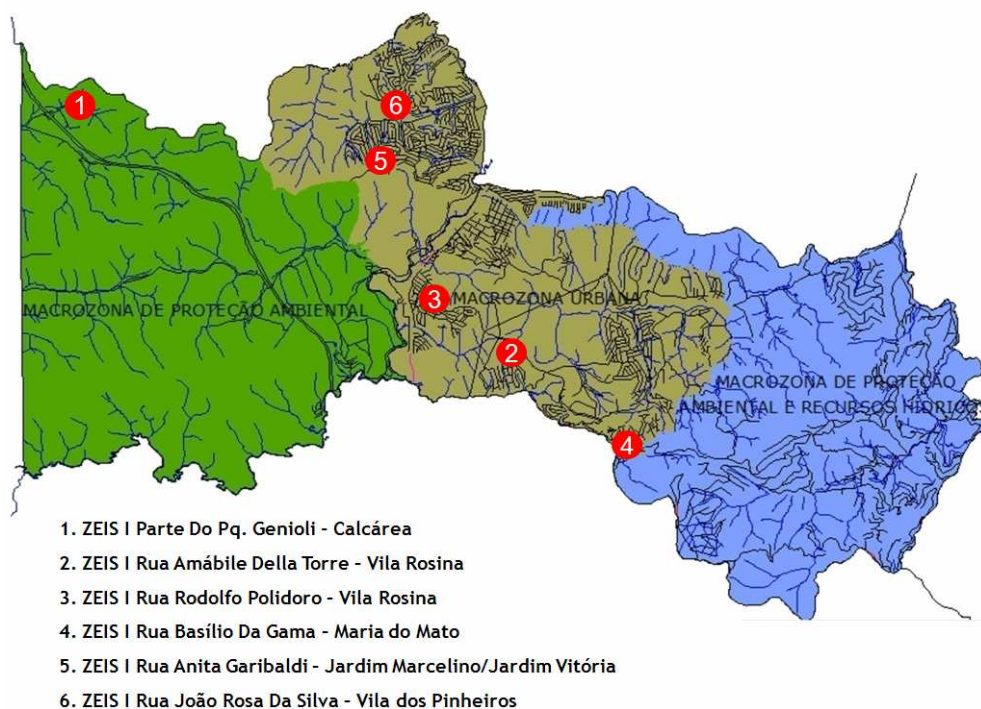 1
6
5
MACROZONA DE PROTEÇÃO AMBIENTAL
3
MACROZONA URBANA
2
MACROZONA DE PROTEÇÃO
AMBIENTAL E RECURSOS HÍDRICOS
4
1. ZEIS I Parte Do Pq. Genioli - Calcárea
2. ZEIS I Rua Amábile Della Torre - Vila Rosina
3. ZEIS I Rua Rodolfo Polidoro - Vila Rosina
4. ZEIS I Rua Basílio Da Gama - Maria do Mato
5. ZEIS I Rua Anita Garibaldi - Jardim Marcelino/Jardim Vitória
6. ZEIS I Rua João Rosa Da Silva - Vila dos Pinheiros